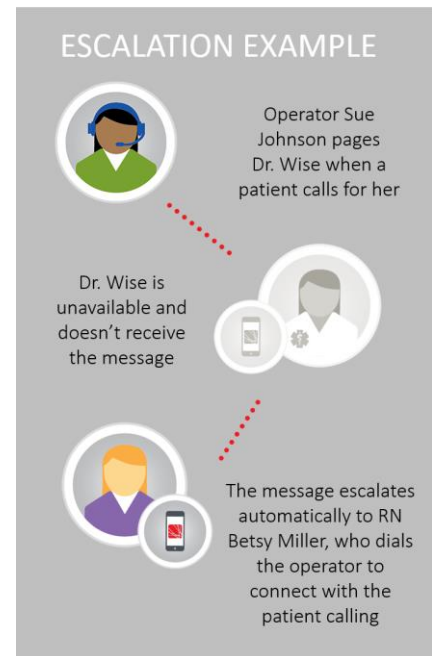 ESCALATION EXAMPLE
Operator Sue
Johnson pages
Dr. Wise when a
patient calls for her
Dr. Wise is
unavailable and
doesn't receive
the message
The message escalates
automatically to RN
Betsy Miller, who dials
the operator to
connect with the
patient calling